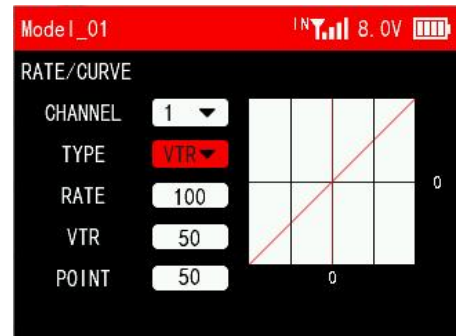 Model_01 IN 8.0V
RATE/CURVE
CHANNEL 1
TYPE VTR
RATE 100
0
VTR 50
POINT 50
0